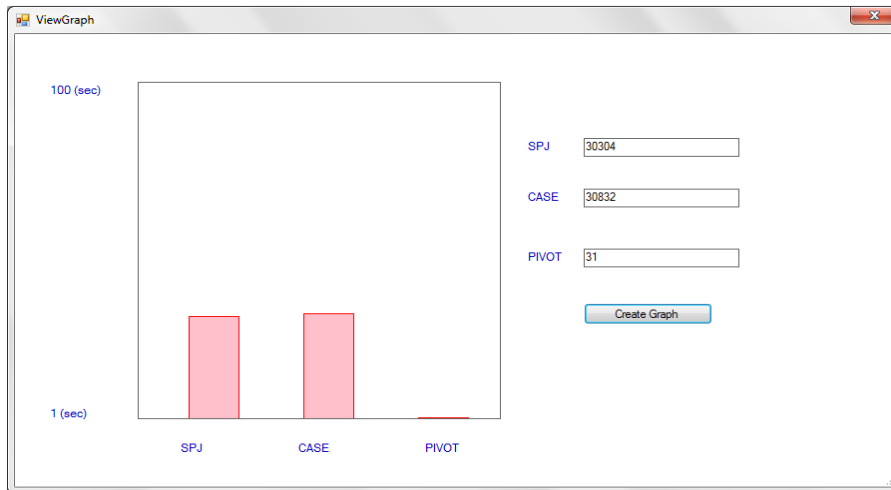 ViewGraph
100 (sec)
SPJ 30304
CASE 30832
PIVOT 31
Create Graph
1 (sec)
SPJ CASE PIVOT